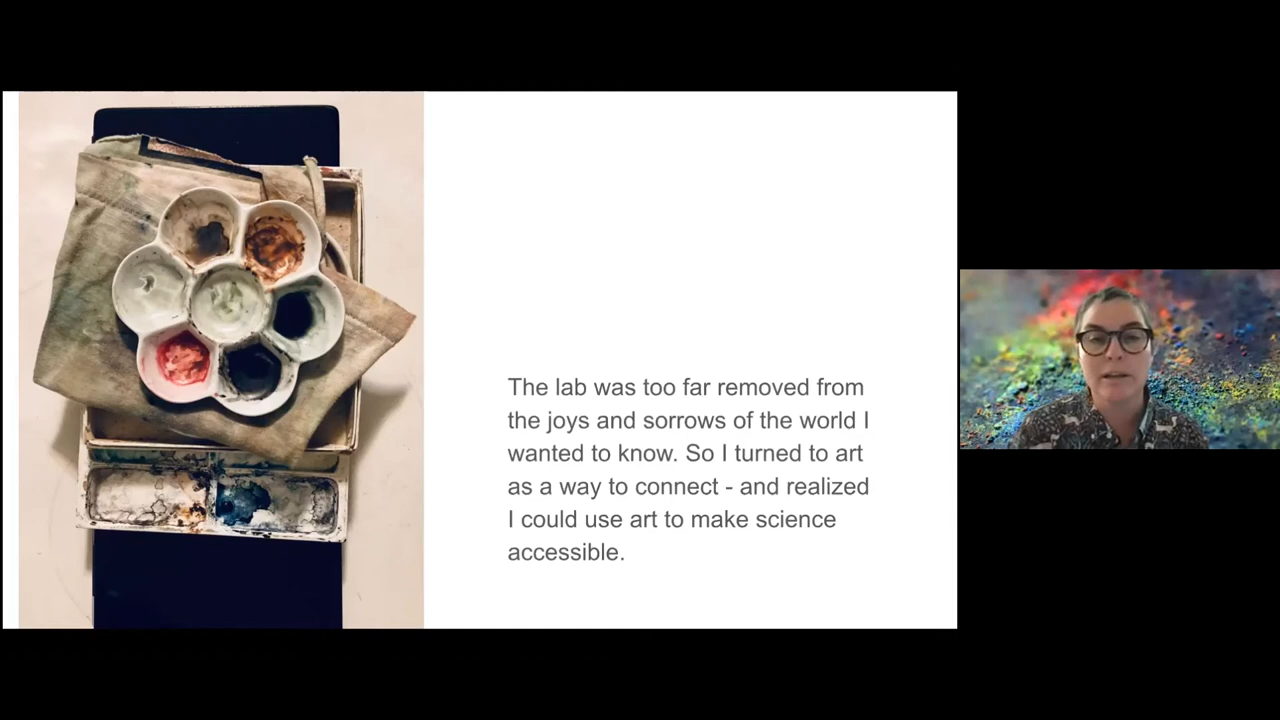 The lab was too far removed from
the joys and sorrows of the world I
wanted to know. So I turned to art
as a way to connect - and realized
I could use art to make science
accessible.